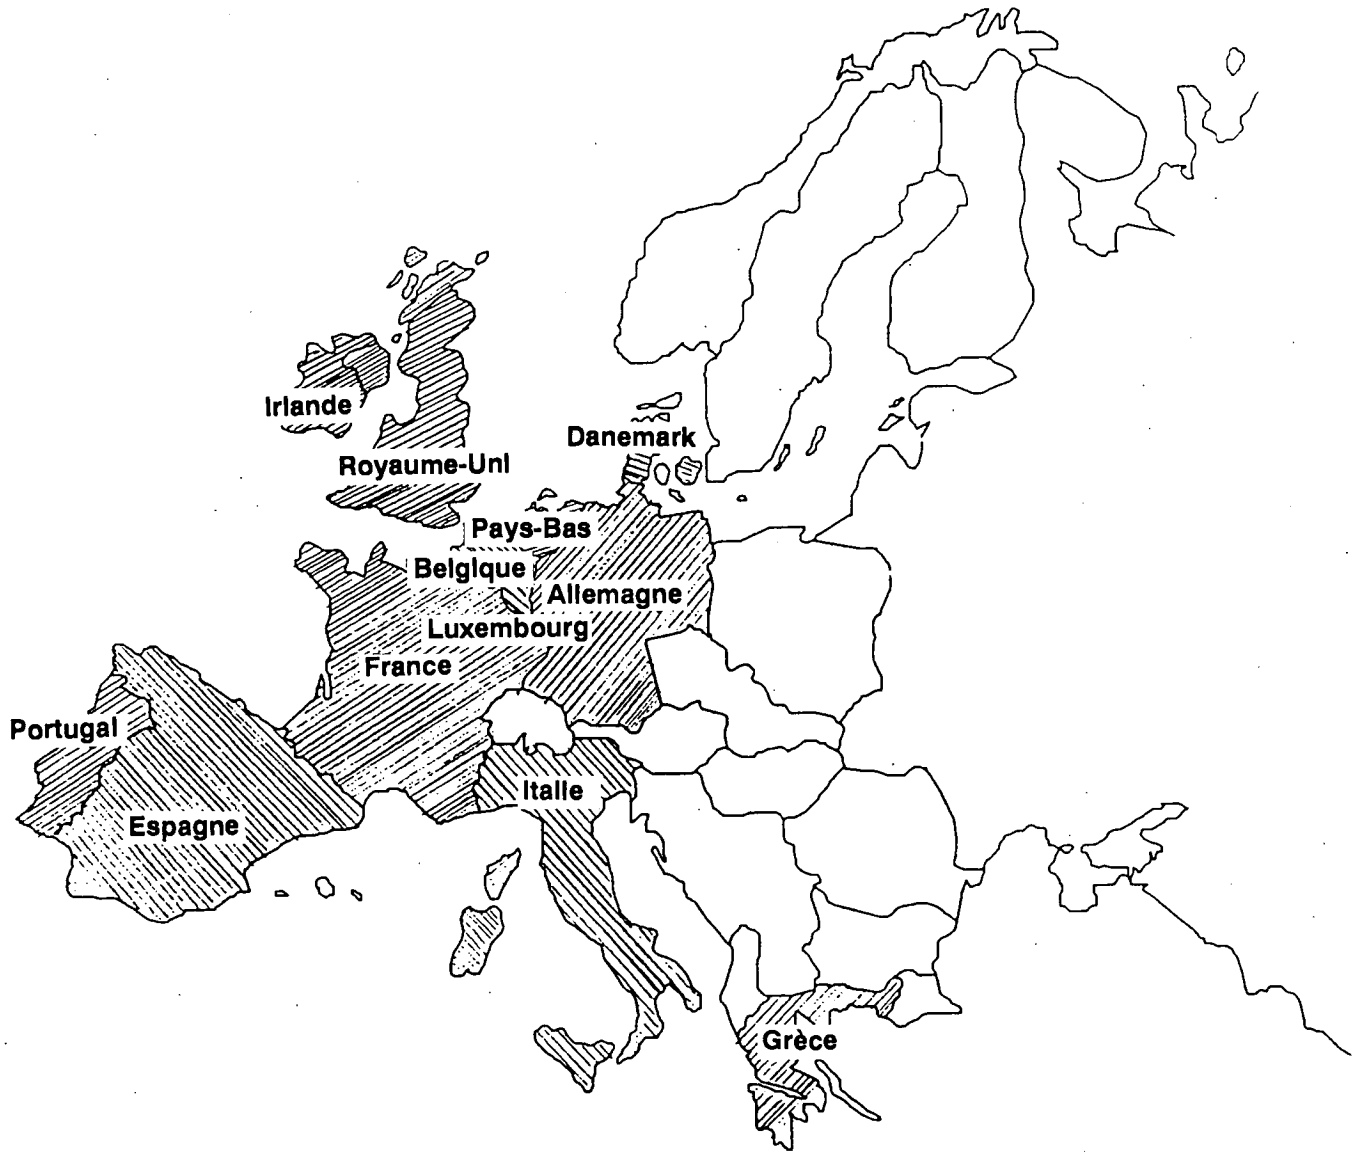 Irlande
Danemark
Royaume-Uni
Pays-Bas
Belgique
Allemagne
Luxembourg
France
Portugal
Italie
Espagne
Grèce